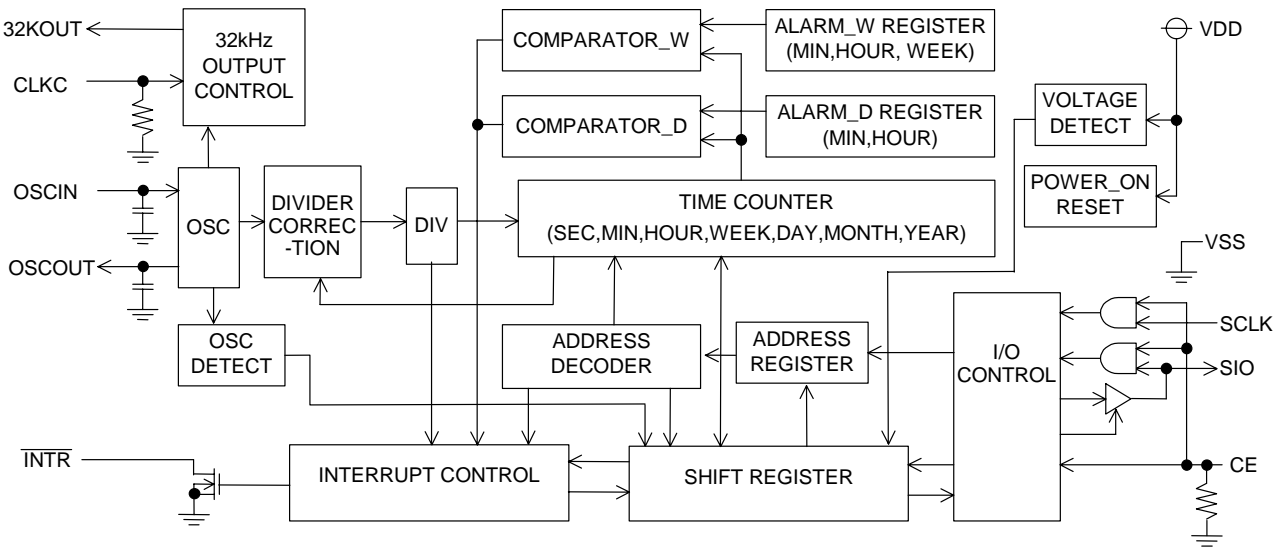 32KOUT
32kHz
OUTPUT
CONTROL
CLKC
COMPARATOR_W
ALARM_W REGISTER
(MIN,HOUR, WEEK)
VDD
COMPARATOR_D
ALARM_D REGISTER
(MIN,HOUR)
VOLTAGE
DETECT
POWER_ON
RESET
OSCIN
OSCOUT
OSC
DIVIDER
CORREC
-TION
DIV
TIME COUNTER
(SEC,MIN,HOUR,WEEK,DAY,MONTH,YEAR)
VSS
OSC
DETECT
ADDRESS
DECODER
ADDRESS
REGISTER
I/O
CONTROL
SCLK
SIO
INTR
INTERRUPT CONTROL
SHIFT REGISTER
CE